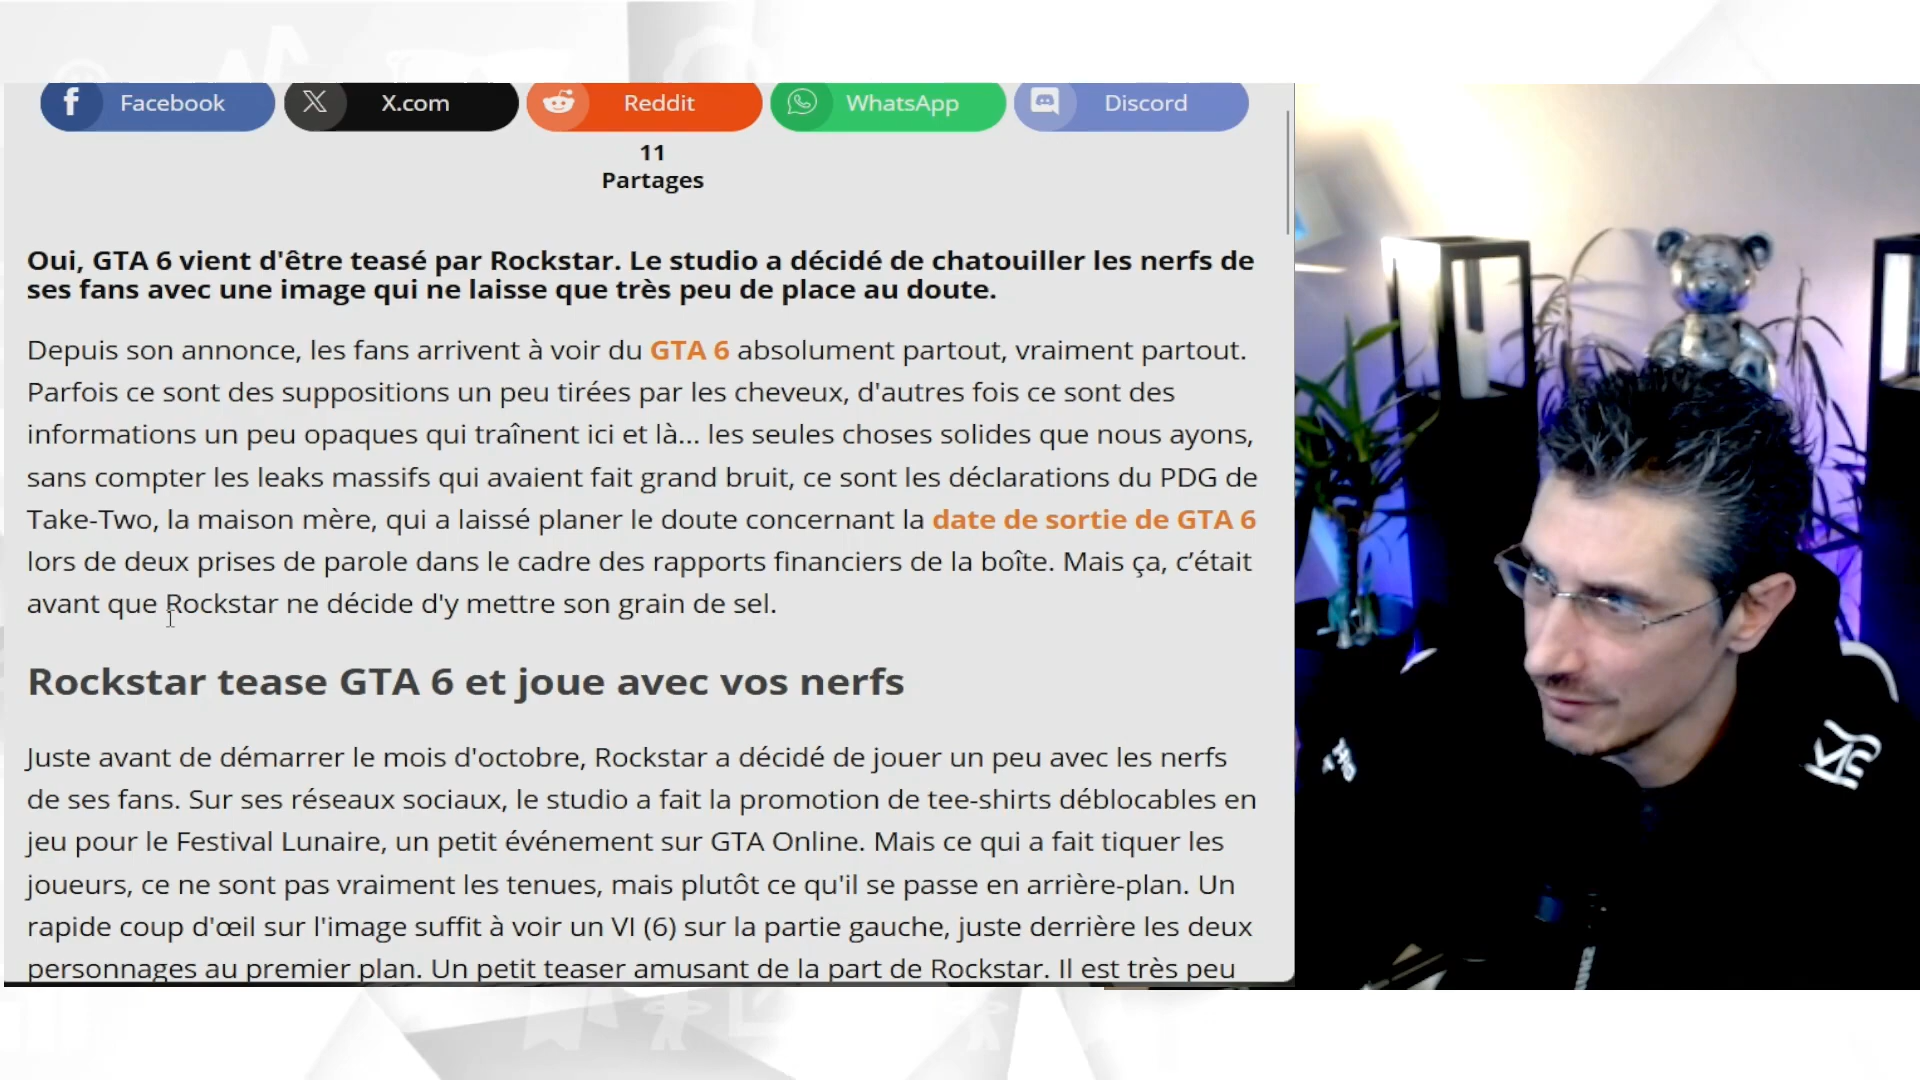 Facebook
X.com
Reddit
WhatsApp
Discord
11
Partages
Oui, GTA 6 vient d'être teasé par Rockstar. Le studio a décidé de chatouiller les nerfs de
ses fans avec une image qui ne laisse que très peu de place au doute.
Depuis son annonce, les fans arrivent à voir du GTA 6 absolument partout, vraiment partout.
Parfois ce sont des suppositions un peu tirées par les cheveux, d'autres fois ce sont des
informations un peu opaques qui traînent ici et là... les seules choses solides que nous ayons,
sans compter les leaks massifs qui avaient fait grand bruit, ce sont les déclarations du PDG de
Take-Two, la maison mère, qui a laissé planer le doute concernant la date de sortie de GTA 6
lors de deux prises de parole dans le cadre des rapports financiers de la boîte. Mais ça, c’était
avant que Rockstar ne décide d'y mettre son grain de sel.
Rockstar tease GTA 6 et joue avec vos nerfs
Juste avant de démarrer le mois d'octobre, Rockstar a décidé de jouer un peu avec les nerfs
de ses fans. Sur ses réseaux sociaux, le studio a fait la promotion de tee-shirts déblocables en
jeu pour le Festival Lunaire, un petit événement sur GTA Online. Mais ce qui a fait tiquer les
joueurs, ce ne sont pas vraiment les tenues, mais plutôt ce qu'il se passe en arrière-plan. Un
rapide coup d'œil sur l'image suffit à voir un VI (6) sur la partie gauche, juste derrière les deux
personnages au premier plan. Un petit teaser amusant de la part de Rockstar. Il est très peu